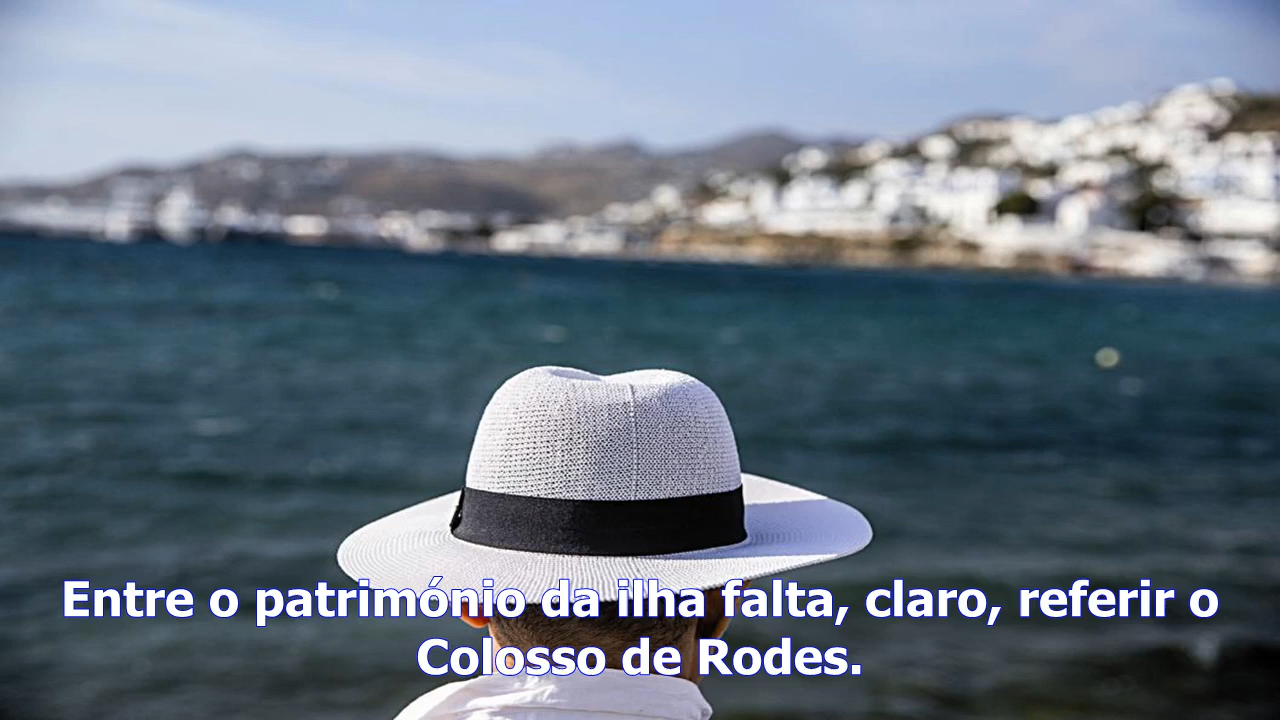 Entre o património da ilha falta, claro, referir o
Colosso de Rodes.